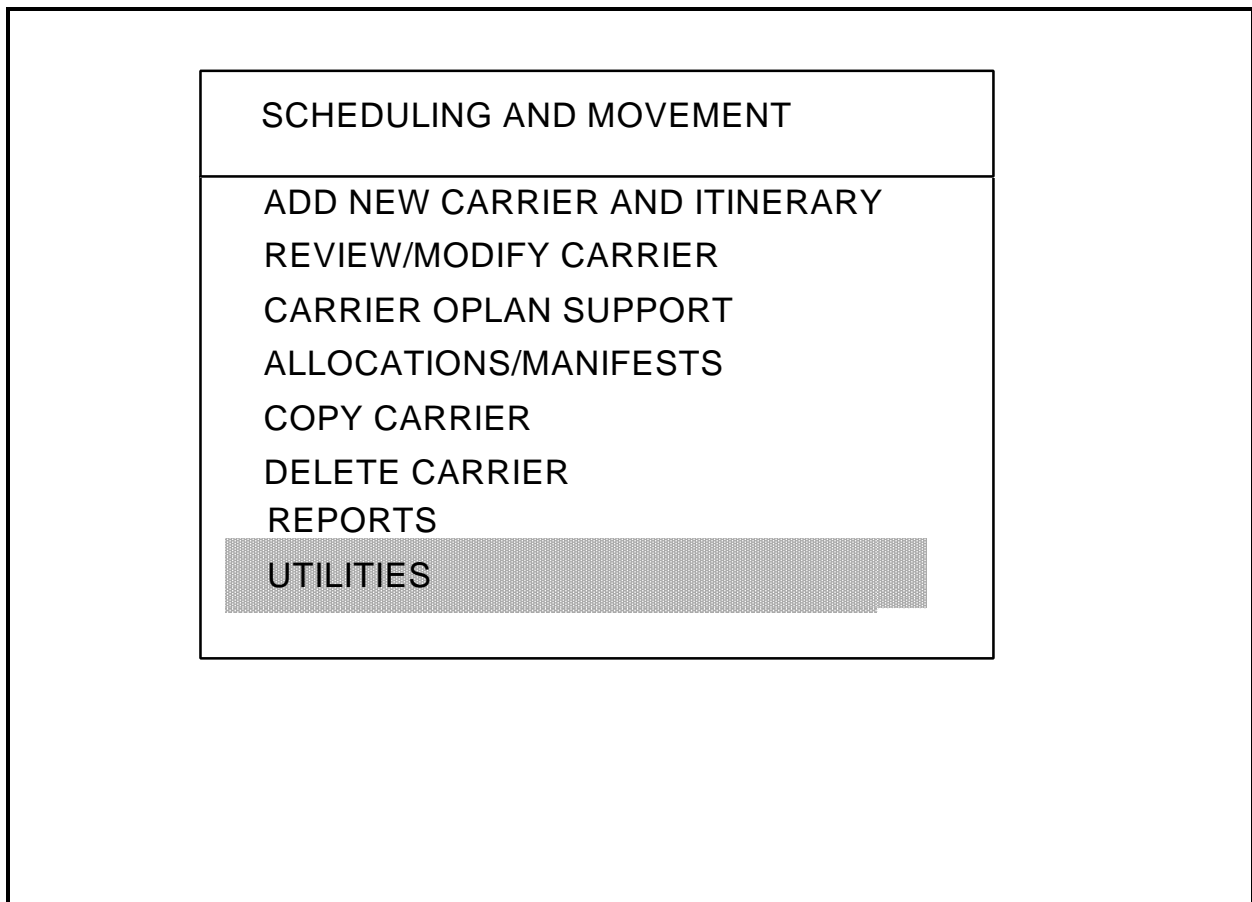 SCHEDULING AND MOVEMENT
ADD NEW CARRIER AND ITINERARY
REVIEW/MODIFY CARRIER
CARRIER OPLAN SUPPORT
ALLOCATIONS/MANIFESTS
COPY CARRIER
DELETE CARRIER
REPORTS
UTILITIES